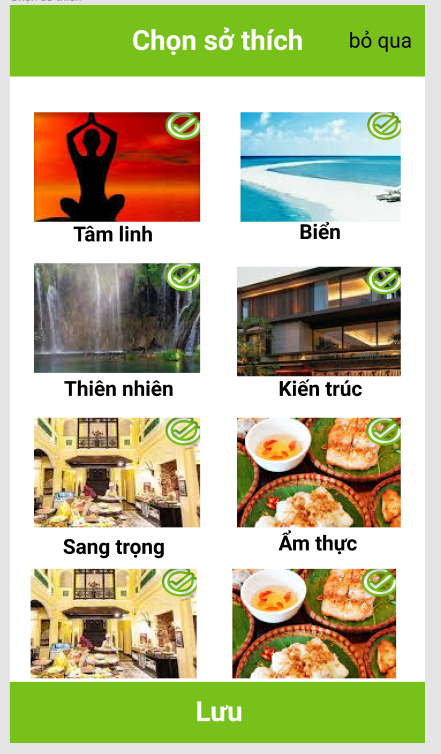 Chọn sở thích
bỏ qua
Tâm linh
Biển
Thiên nhiên
Kiến trúc
Sang trọng
Ẩm thực
Lưu